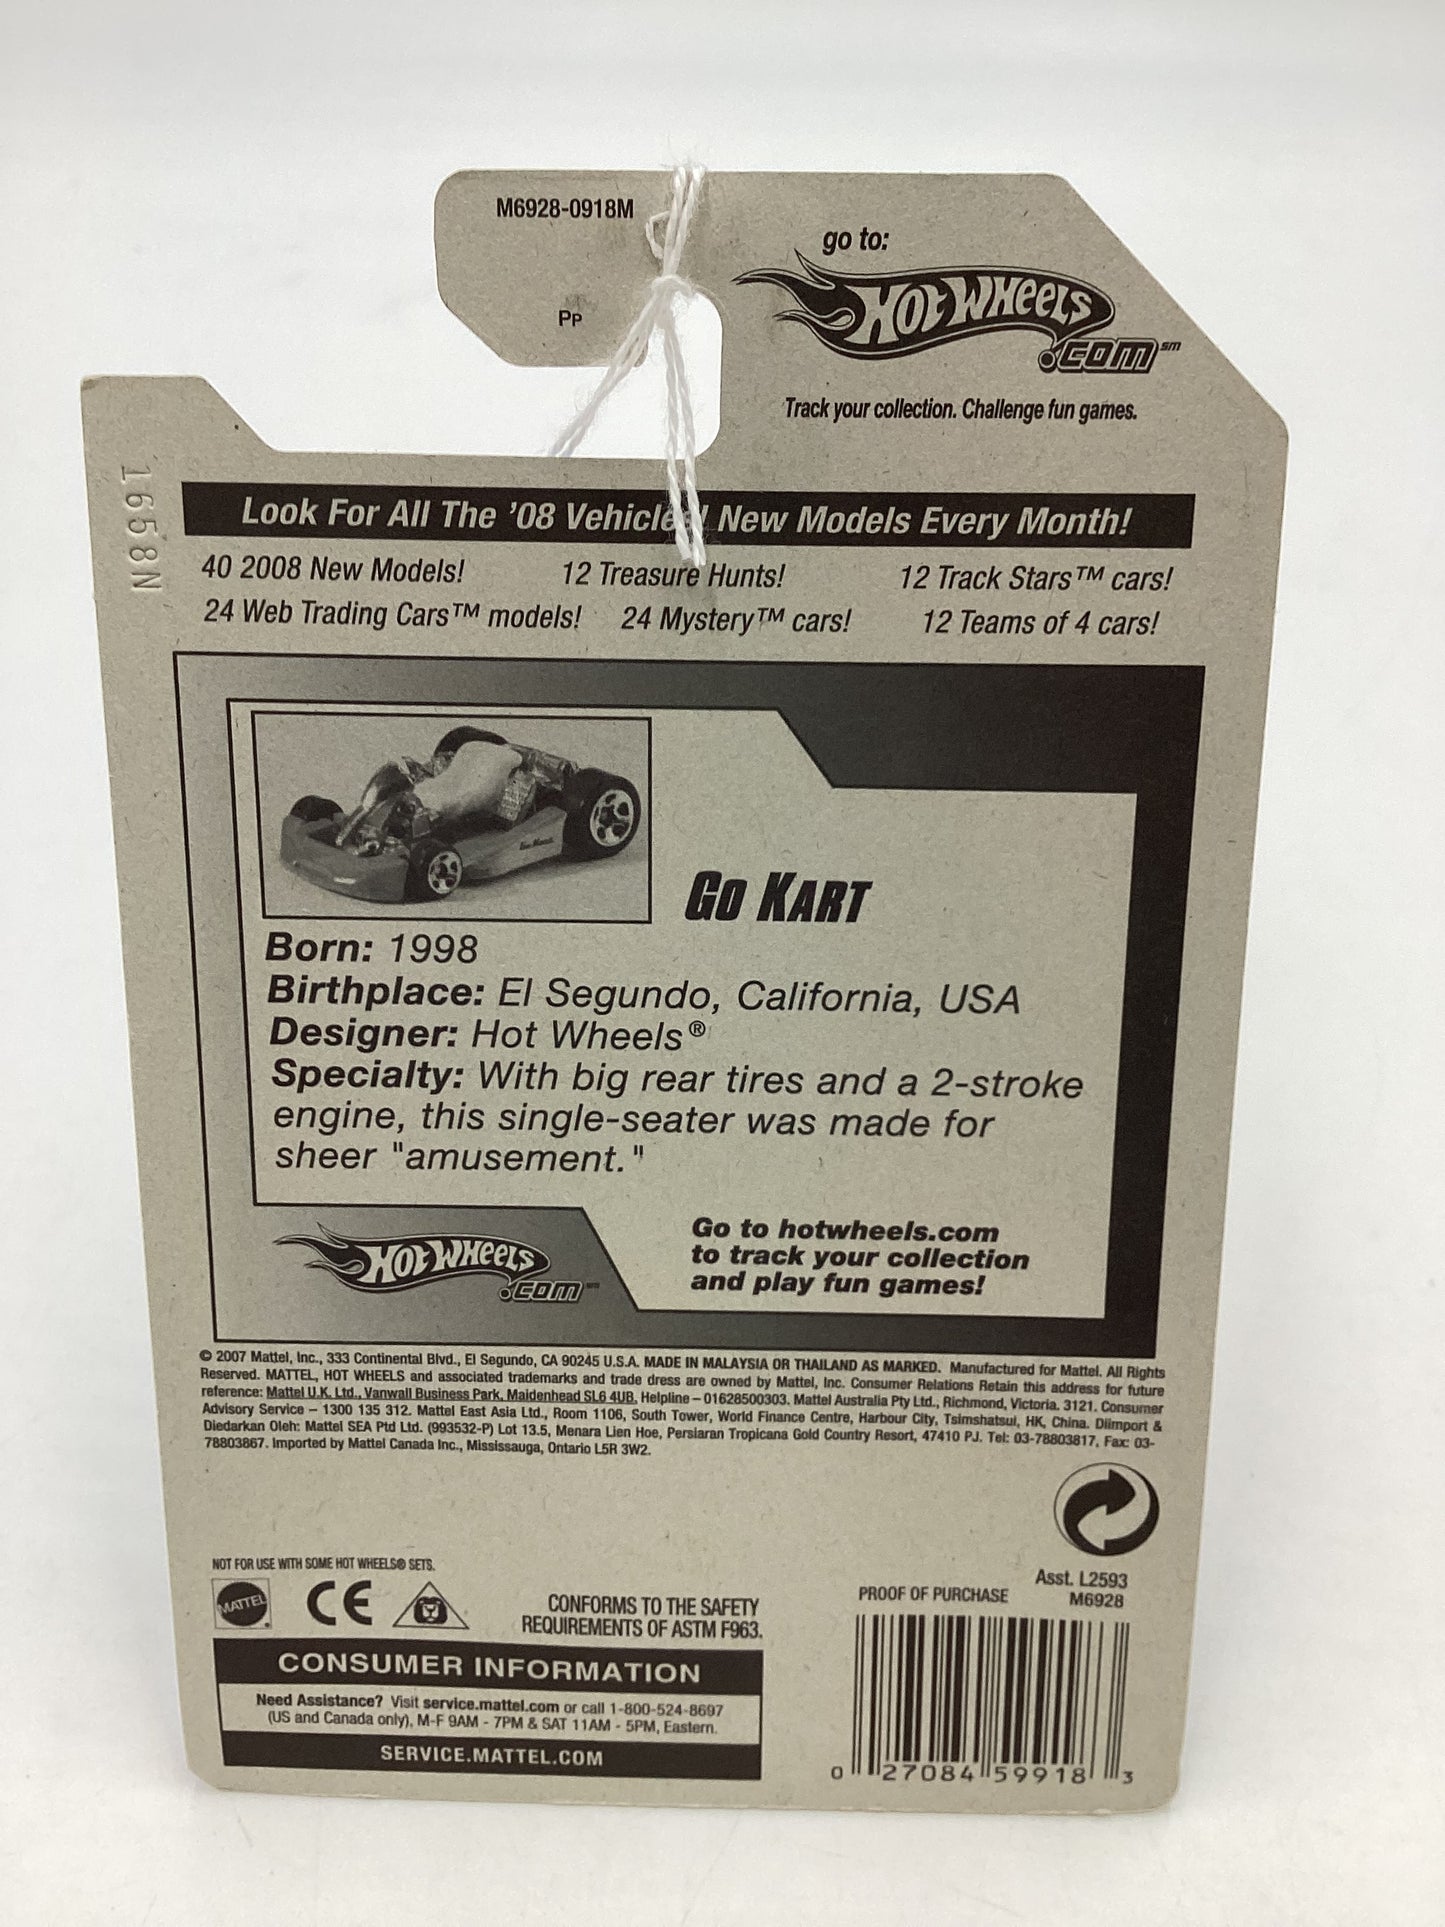 M6928-0918M
Pp
go to:
HOT WHEELS
.COM℠
Track your collection. Challenge fun games.
1658N
Look For All The '08 Vehicles! New Models Every Month!
40 2008 New Models! 12 Treasure Hunts! 12 Track Stars™ cars!
24 Web Trading Cars™ models! 24 Mystery™ cars! 12 Teams of 4 cars!
GO KART
Born: 1998
Birthplace: El Segundo, California, USA
Designer: Hot Wheels®
Specialty: With big rear tires and a 2-stroke
engine, this single-seater was made for
sheer "amusement."
HOT WHEELS
.COM
Go to hotwheels.com
to track your collection
and play fun games!
© 2007 Mattel, Inc., 333 Continental Blvd., El Segundo, CA 90245 U.S.A. MADE IN MALAYSIA OR THAILAND AS MARKED. Manufactured for Mattel. All Rights
Reserved. MATTEL, HOT WHEELS and associated trademarks and trade dress are owned by Mattel, Inc. Consumer Relations Retain this address for future
reference: Mattel U.K. Ltd., Vanwall Business Park, Maidenhead SL6 4UB, Helpline – 01628500303. Mattel Australia Pty Ltd., Richmond, Victoria. 3121. Consumer
Advisory Service – 1300 135 312. Mattel East Asia Ltd., Room 1106, South Tower, World Finance Centre, Harbour City, Tsimshatsui, HK, China. Diimport &
Diedarkan Oleh: Mattel SEA Ptd Ltd. (993532-P) Lot 13.5, Menara Lien Hoe, Persiaran Tropicana Gold Country Resort, 47410 PJ. Tel: 03-78803817, Fax: 03-
78803867. Imported by Mattel Canada Inc., Mississauga, Ontario L5R 3W2.
NOT FOR USE WITH SOME HOT WHEELS® SETS.
MATTEL
CE
CONFORMS TO THE SAFETY
REQUIREMENTS OF ASTM F963.
PROOF OF PURCHASE
Asst. L2593
M6928
CONSUMER INFORMATION
Need Assistance? Visit service.mattel.com or call 1-800-524-8697
(US and Canada only), M-F 9AM - 7PM & SAT 11AM - 5PM, Eastern.
SERVICE.MATTEL.COM
0 27084 59918 3